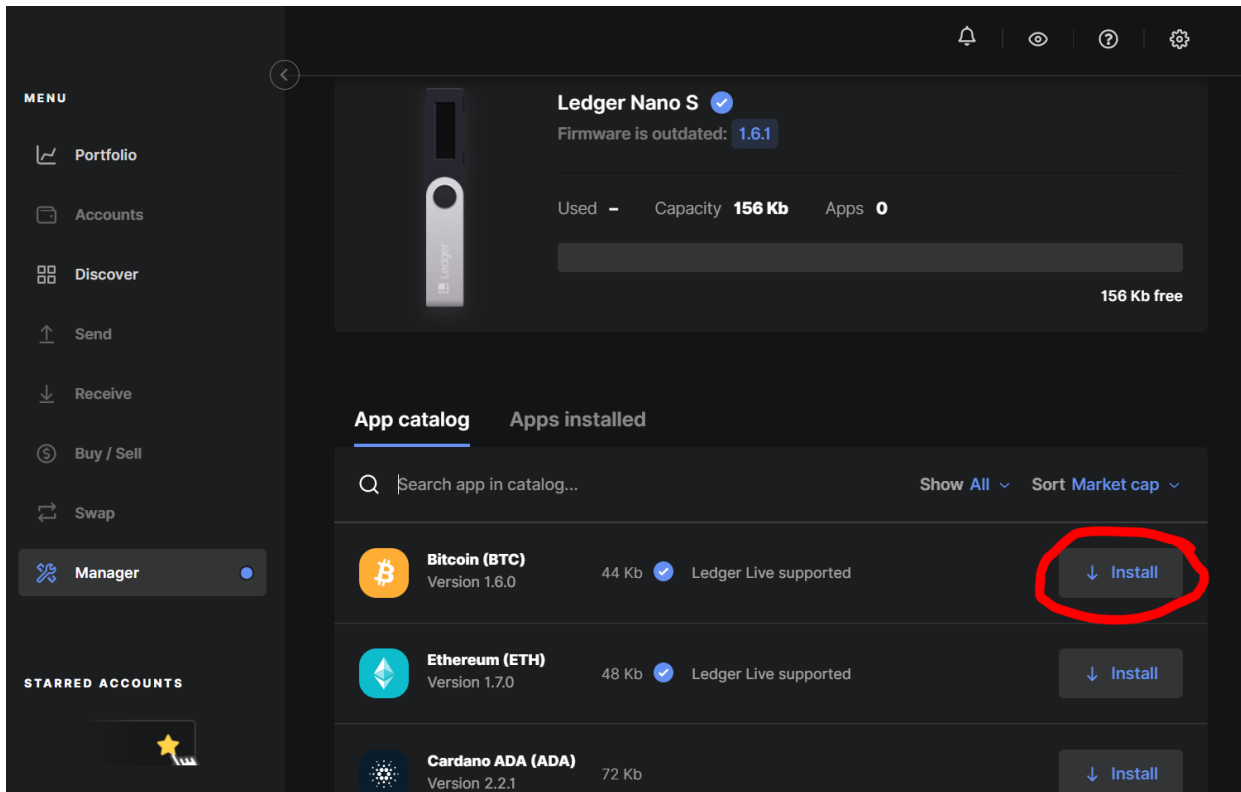 MENU
Portfolio
Accounts
Discover
Send
Receive
Buy / Sell
Swap
Manager
STARRED ACCOUNTS
Ledger Nano S
Firmware is outdated: 1.6.1
Used – Capacity 156 Kb Apps 0
Ledger
156 Kb free
App catalog Apps installed
Search app in catalog... Show All Sort Market cap
Bitcoin (BTC)
Version 1.6.0
44 Kb Ledger Live supported Install
Ethereum (ETH)
Version 1.7.0
48 Kb Ledger Live supported Install
Cardano ADA (ADA)
Version 2.2.1
72 Kb Install